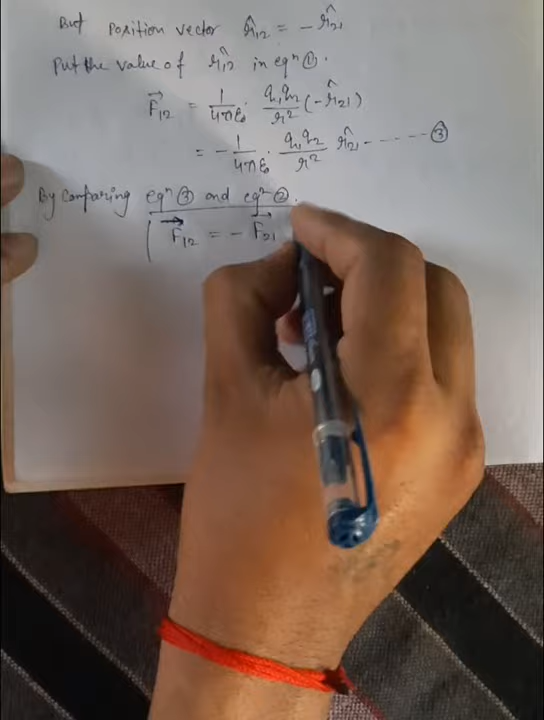 But position vector r̂12 = - r̂21
Put the value of r̂12 in eqn ①.
F⃗12 = 1/4πε0 · q1q2/r² (-r̂21)
= - 1/4πε0 · q1q2/r² r̂21 ------ ③
By comparing eqn ③ and eqn ②.
F⃗12 = - F⃗21